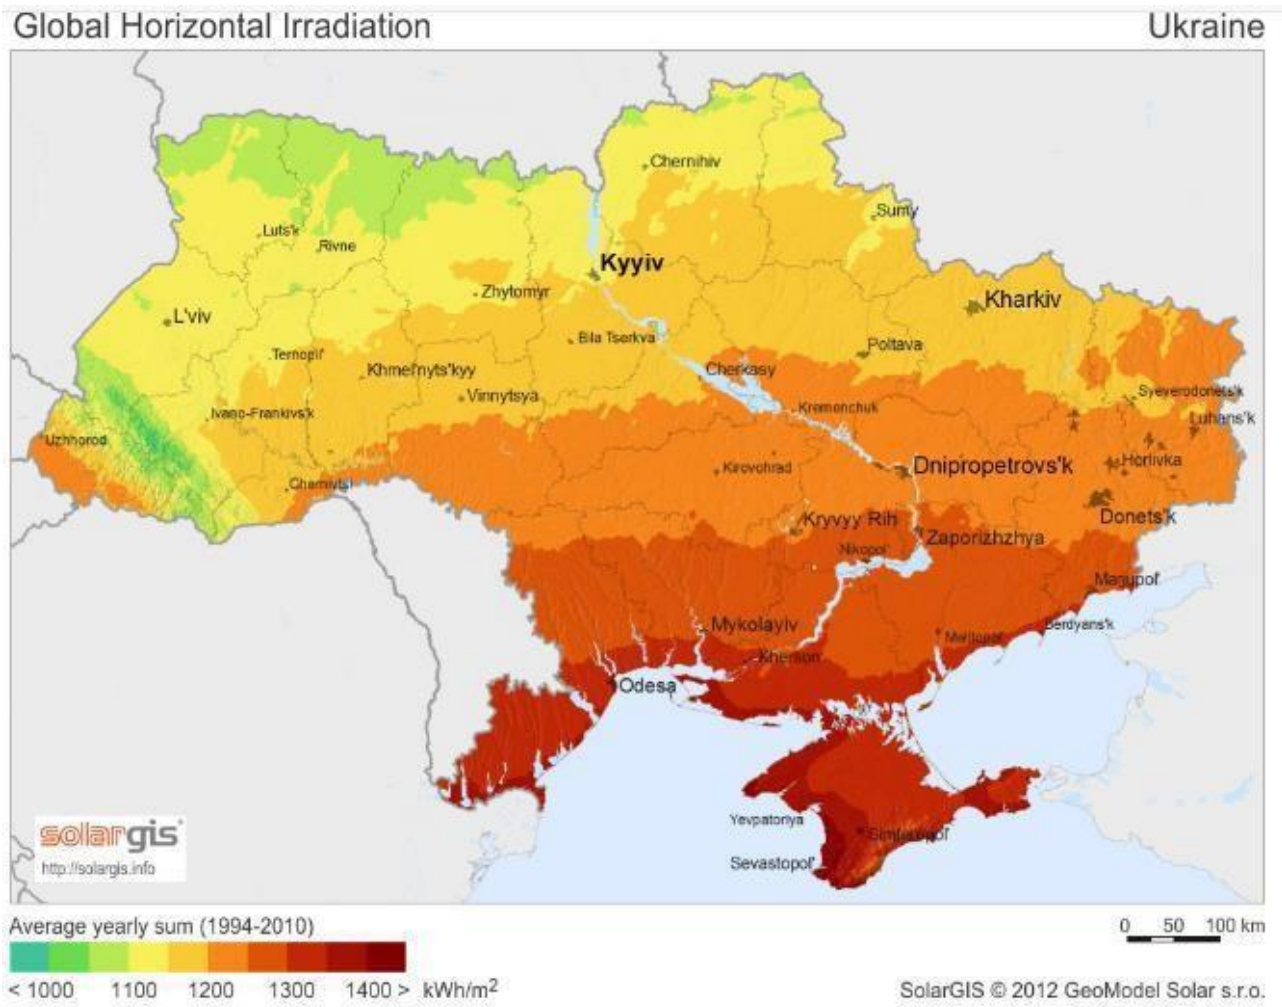 Global Horizontal Irradiation
Ukraine
Chernihiv
Sumy
Luts'k
Rivne
Kyyiv
Zhytomyr
Kharkiv
L'viv
Bila Tserkva
Poltava
Ternopil'
Khmel'nyts'kyy
Cherkasy
Vinnytsya
Syeverodonets'k
Ivano-Frankivs'k
Kremenchuk
Luhans'k
Uzhhorod
Kirovohrad
Dnipropetrovs'k
Horlivka
Chernivtsi
Kryvyy Rih
Donets'k
Zaporizhzhya
Nikopol'
Mariupol'
Mykolayiv
Berdyans'k
Melitopol'
Kherson
Odesa
Yevpatoriya
Simferopol'
Sevastopol'
solargis
http://solargis.info
Average yearly sum (1994-2010)
0 50 100 km
< 1000 1100 1200 1300 1400 > kWh/m²
SolarGIS © 2012 GeoModel Solar s.r.o.